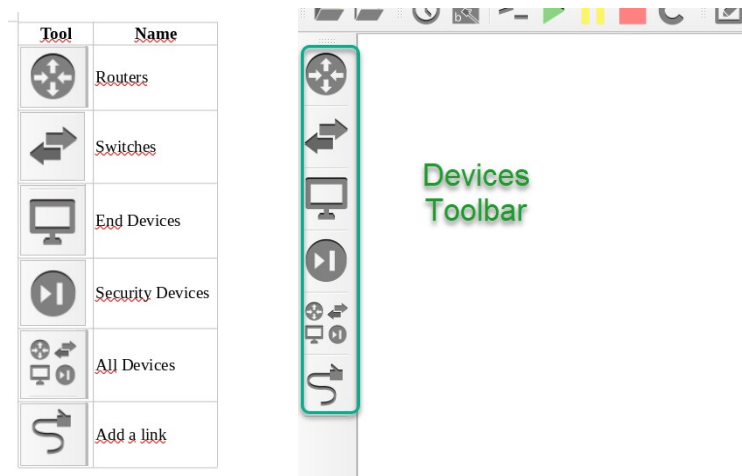 Tool Name
Routers
Switches
End Devices
Security Devices
All Devices
Add a link
Devices
Toolbar